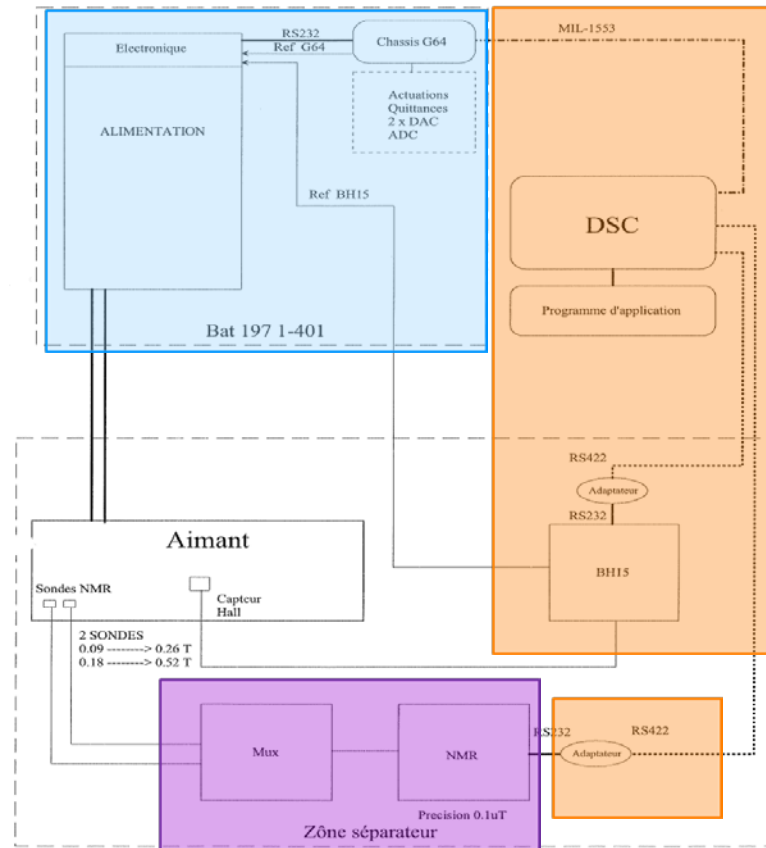 RS232
MIL-1553
Electronique
Ref G64
Chassis G64
Actuations
Quittances
2 x DAC
ADC
ALIMENTATION
Ref BH15
DSC
Programme d'application
Bat 197 1-401
RS422
Adaptateur
RS232
Aimant
BH15
Sondes NMR
Capteur
Hall
2 SONDES
0.09 --------> 0.26 T
0.18 --------> 0.52 T
Mux
NMR
RS232
RS422
Adaptateur
Precision 0.1uT
Zône séparateur